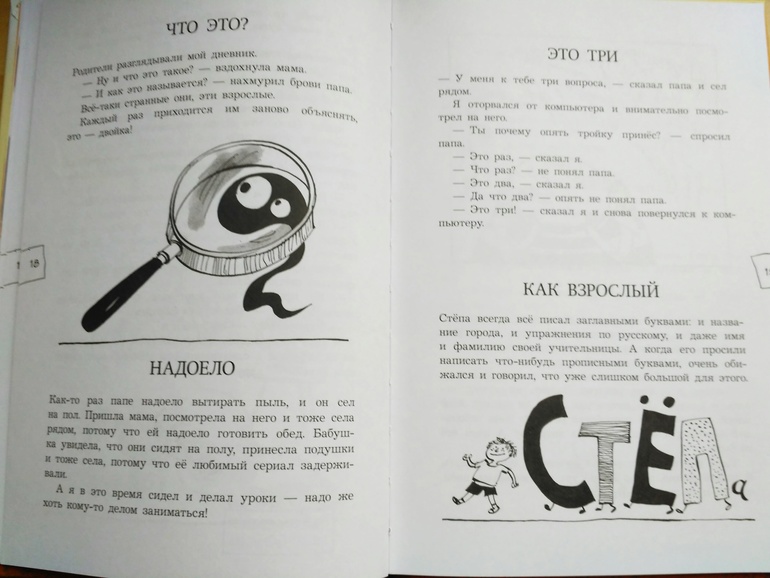 ЧТО ЭТО?
Родители разглядывали мой дневник.
— Ну и что это такое? — вздохнула мама.
— И как это называется? — нахмурил брови папа.
Всё-таки странные они, эти взрослые.
Каждый раз приходится им заново объяснять,
это — двойка!
18
НАДОЕЛО
Как-то раз папе надоело вытирать пыль, и он сел
на пол. Пришла мама, посмотрела на него и тоже села
рядом, потому что ей надоело готовить обед. Бабуш-
ка увидела, что они сидят на полу, принесла подушки
и тоже села, потому что её любимый сериал задержи-
вали.
А я в это время сидел и делал уроки — надо же
хоть кому-то делом заниматься!
ЭТО ТРИ
— У меня к тебе три вопроса, — сказал папа и сел
рядом.
Я оторвался от компьютера и внимательно посмо-
трел на него.
— Ты почему опять тройку принёс? — спросил
папа.
— Это раз, — сказал я.
— Что раз? — не понял папа.
— Это два, — сказал я.
— Да что два? — опять не понял папа.
— Это три! — сказал я и снова повернулся к ком-
пьютеру.
КАК ВЗРОСЛЫЙ
Стёпа всегда всё писал заглавными буквами: и назва-
ние города, и упражнения по русскому, и даже имя
и фамилию своей учительницы. А когда его просили
написать что-нибудь прописными буквами, очень оби-
жался и говорил, что уже слишком большой для этого.
СТЁПа